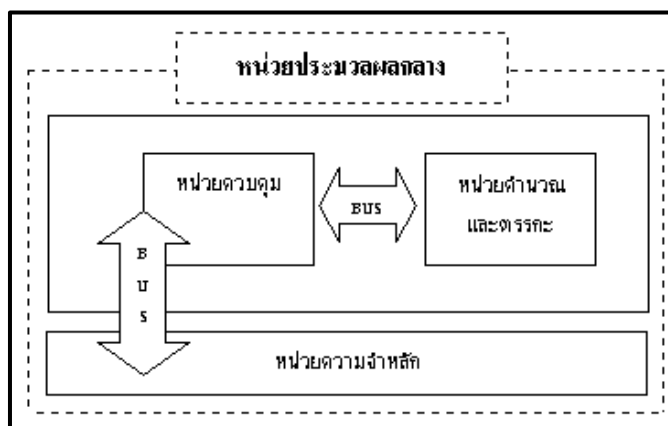 หน่วยประมวลผลกลาง
หน่วยควบคุม
BUS
หน่วยคำนวณ
และตรรกะ
B
U
S
หน่วยความจำหลัก